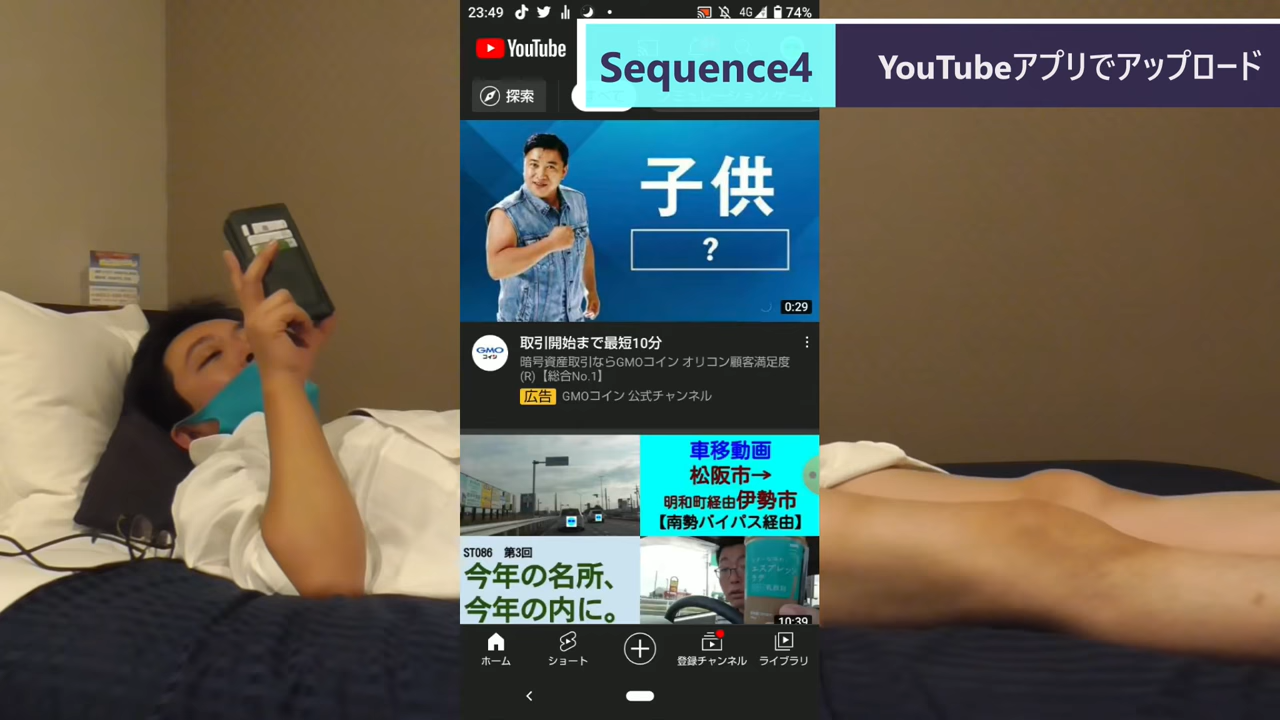 23:49
4G
74%
YouTube
Sequence4
YouTubeアプリでアップロード
探索
子供
?
0:29
GMO
コイン
取引開始まで最短10分
暗号資産取引ならGMOコイン オリコン顧客満足度
(R)【総合No.1】
広告 GMOコイン 公式チャンネル
車移動画
松阪市→
明和町経由伊勢市
【南勢バイパス経由】
ST086 第3回
今年の名所、
今年の内に。
10:39
ホーム
ショート
登録チャンネル
ライブラリ